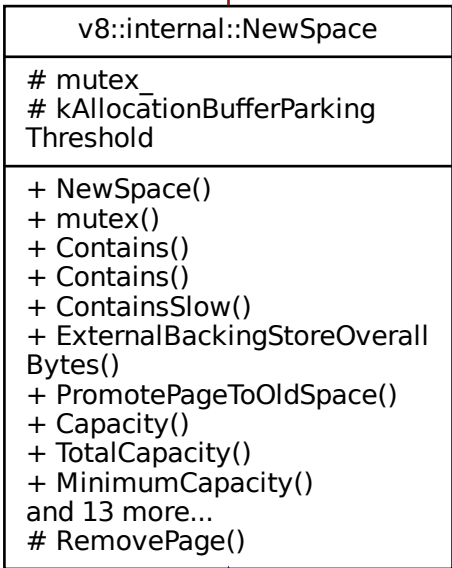 v8::internal::NewSpace
# mutex_
# kAllocationBufferParking
Threshold
+ NewSpace()
+ mutex()
+ Contains()
+ Contains()
+ ContainsSlow()
+ ExternalBackingStoreOverall
Bytes()
+ PromotePageToOldSpace()
+ Capacity()
+ TotalCapacity()
+ MinimumCapacity()
and 13 more...
# RemovePage()